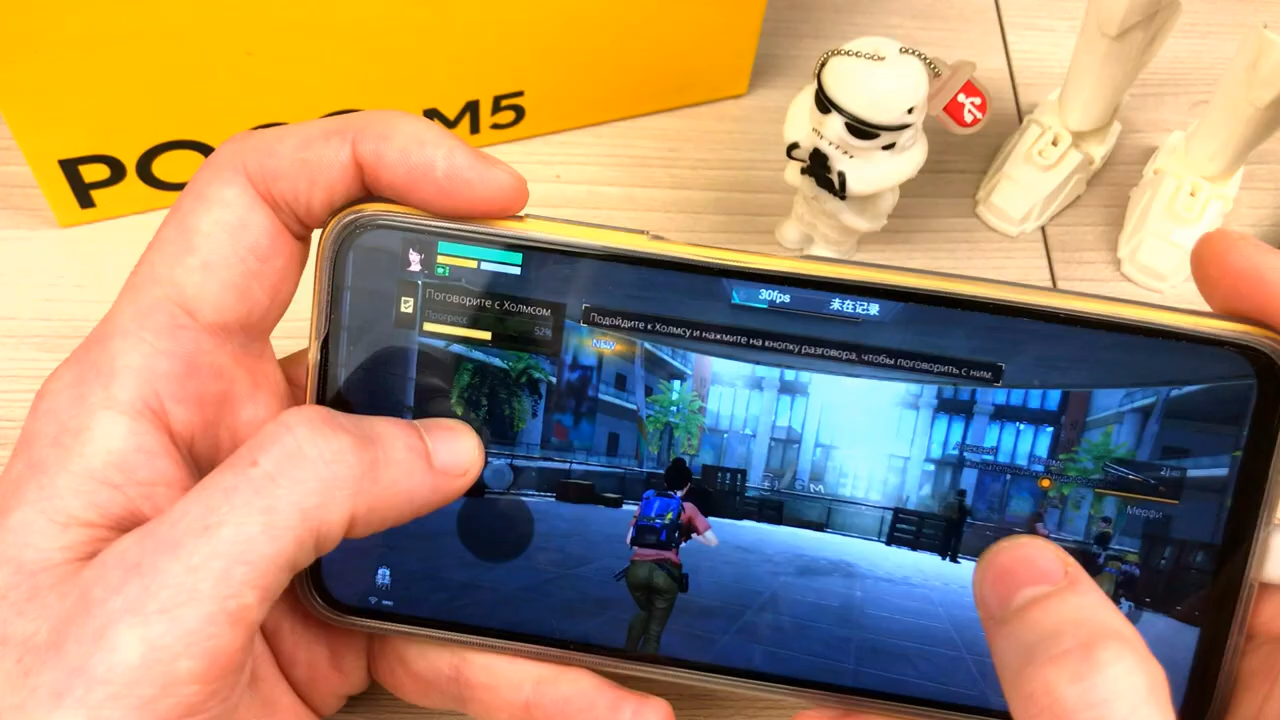 POCO M5
30fps
未在记录
Поговорите с Холмсом
Прогресс
52%
Подойдите к Холмсу и нажмите на кнопку разговора, чтобы поговорить с ним.
NEW
Мерфи